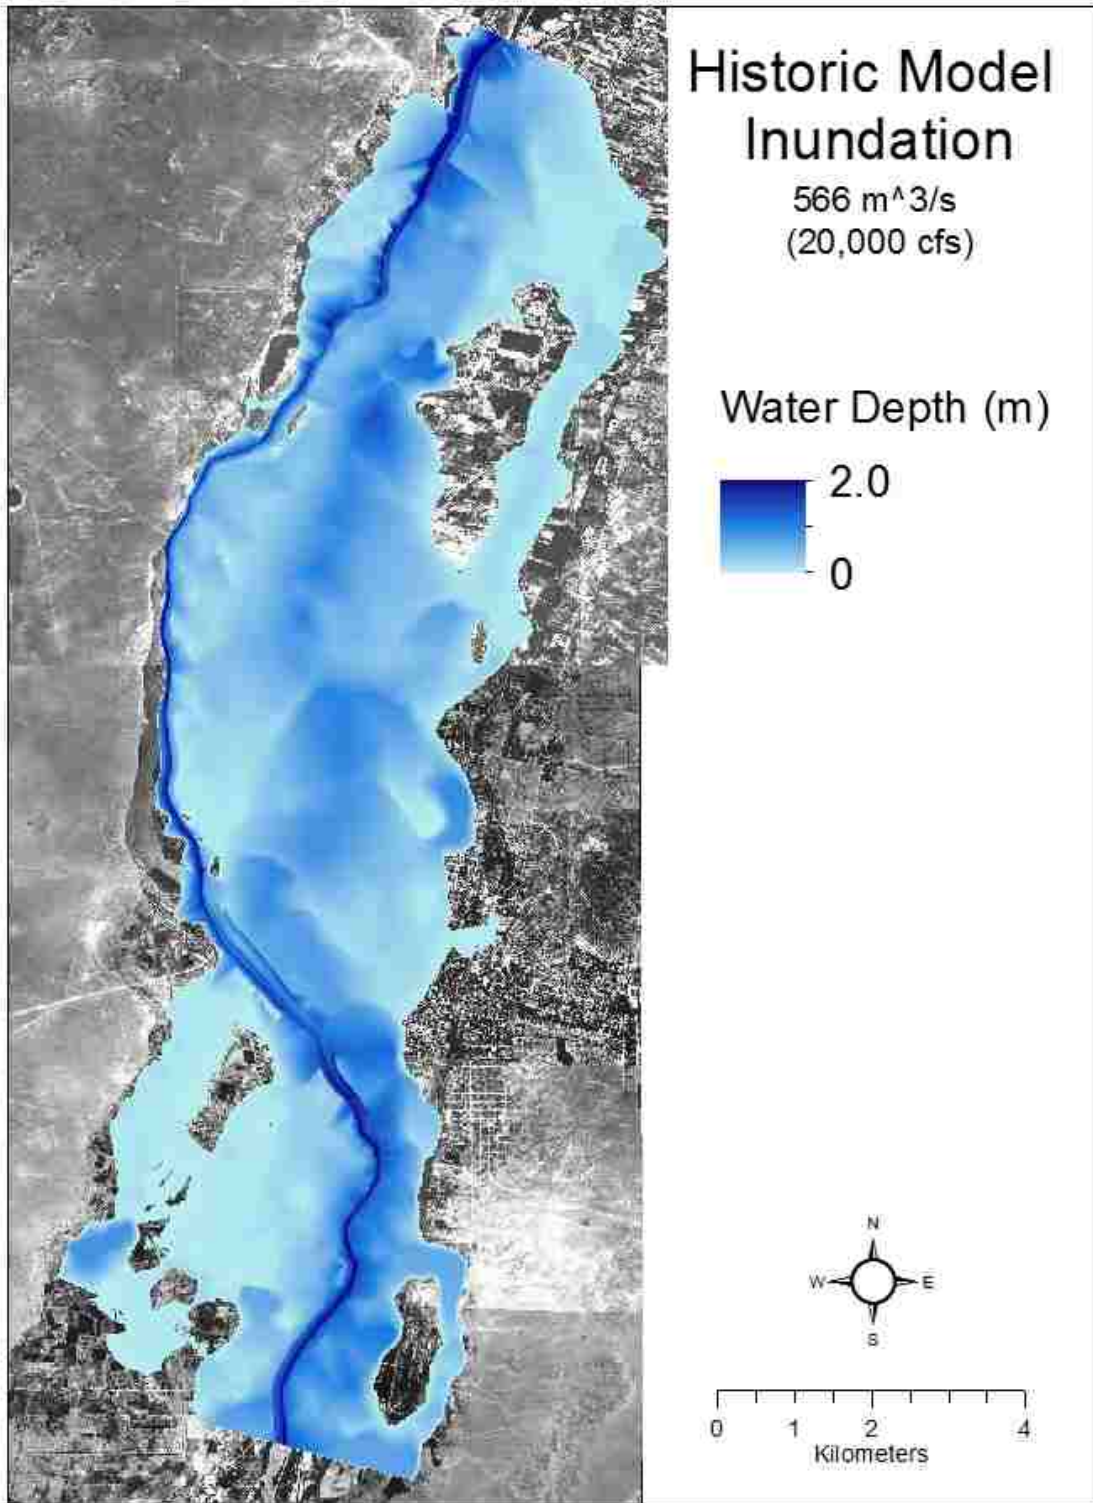 Historic Model
Inundation
566 m^3/s
(20,000 cfs)
Water Depth (m)
2.0
0
N
W E
S
0 1 2 4
Kilometers